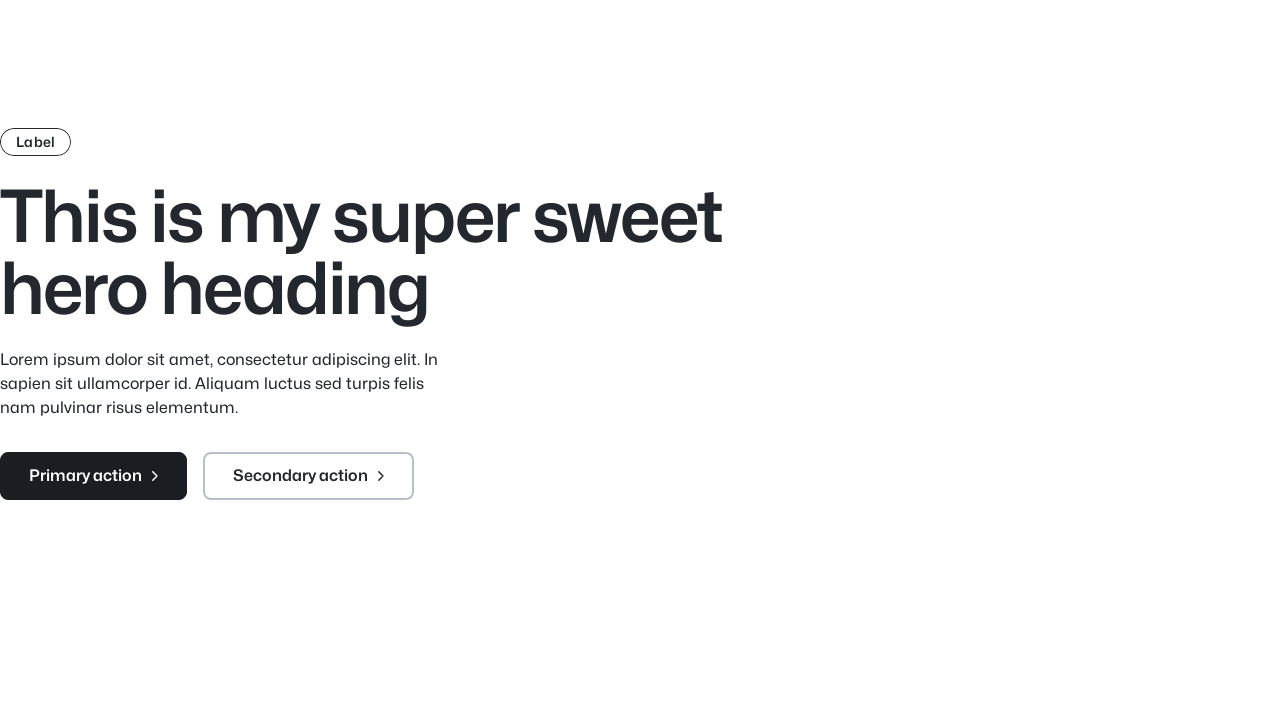 Label
This is my super sweet
hero heading
Lorem ipsum dolor sit amet, consectetur adipiscing elit. In
sapien sit ullamcorper id. Aliquam luctus sed turpis felis
nam pulvinar risus elementum.
Primary action
Secondary action